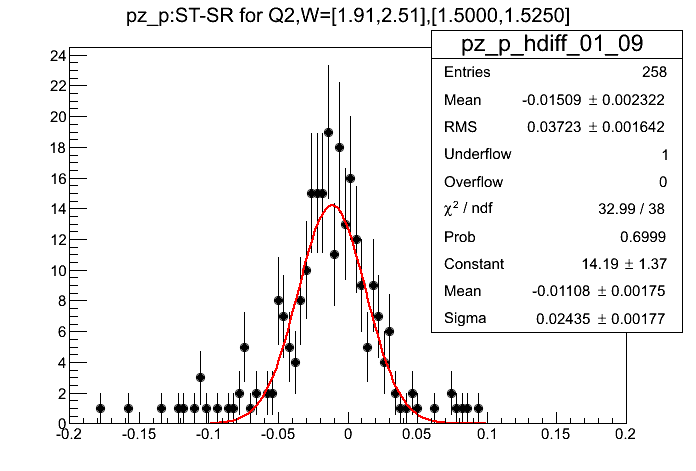 pz_p:ST-SR for Q2,W=[1.91,2.51],[1.5000,1.5250]
pz_p_hdiff_01_09
Entries 258
Mean -0.01509 ± 0.002322
RMS 0.03723 ± 0.001642
Underflow 1
Overflow 0
χ² / ndf 32.99 / 38
Prob 0.6999
Constant 14.19 ± 1.37
Mean -0.01108 ± 0.00175
Sigma 0.02435 ± 0.00177
24
22
20
18
16
14
12
10
8
6
4
2
0
-0.2 -0.15 -0.1 -0.05 0 0.05 0.1 0.15 0.2